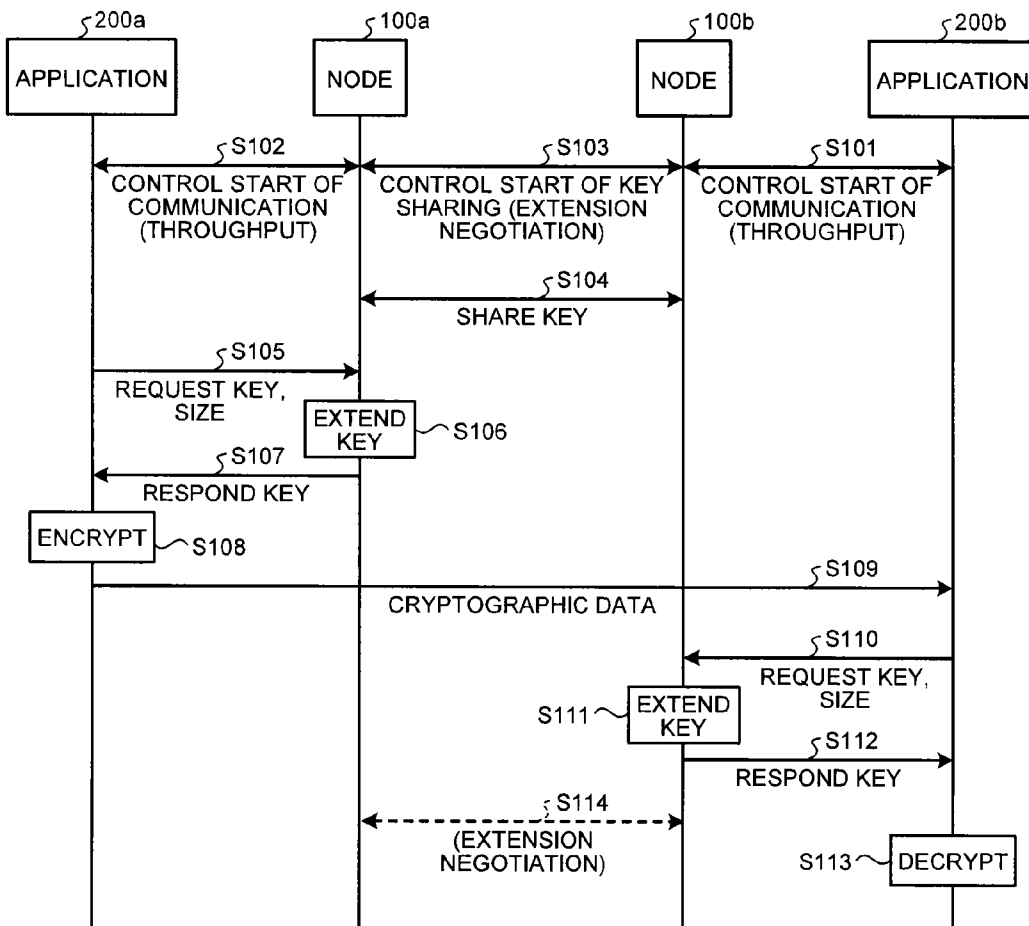 200a
100a
100b
200b
APPLICATION
NODE
NODE
APPLICATION
S102
S103
S101
CONTROL START OF
COMMUNICATION
(THROUGHPUT)
CONTROL START OF KEY
SHARING (EXTENSION
NEGOTIATION)
CONTROL START OF
COMMUNICATION
(THROUGHPUT)
S104
SHARE KEY
S105
REQUEST KEY,
SIZE
EXTEND
KEY
S106
S107
RESPOND KEY
ENCRYPT
S108
S109
CRYPTOGRAPHIC DATA
S110
REQUEST KEY,
SIZE
S111
EXTEND
KEY
S112
RESPOND KEY
S114
(EXTENSION
NEGOTIATION)
S113
DECRYPT